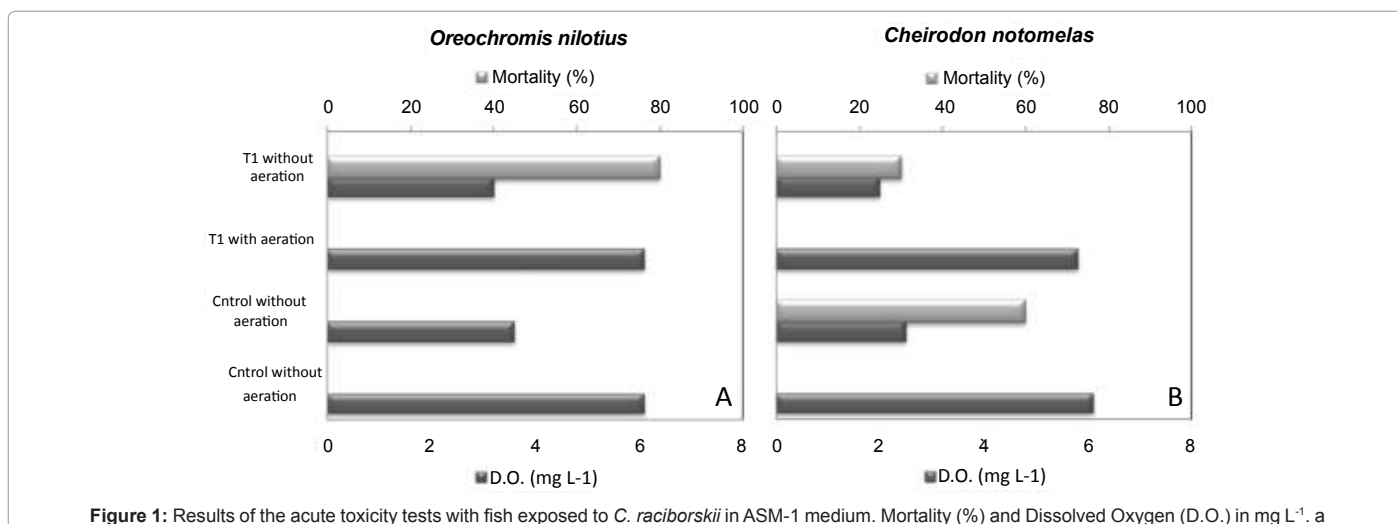 Oreochromis nilotius
Cheirodon notomelas
Mortality (%)
Mortality (%)
0 20 40 60 80 100
0 20 40 60 80 100
T1 without
aeration
T1 with aeration
Cntrol without
aeration
Cntrol without
aeration
A
B
0 2 4 6 8
0 2 4 6 8
D.O. (mg L-1)
D.O. (mg L-1)
Figure 1: Results of the acute toxicity tests with fish exposed to C. raciborskii in ASM-1 medium. Mortality (%) and Dissolved Oxygen (D.O.) in mg L-1. a